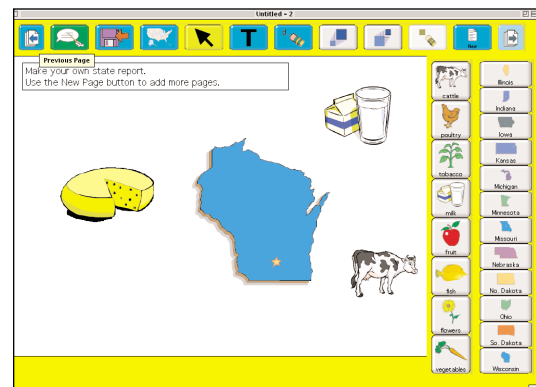 Untitled - 2
T
New
Previous Page
Make your own state report.
Use the New Page button to add more pages.
cattle
poultry
tobacco
milk
fruit
fish
flowers
vegetables
Illinois
Indiana
Iowa
Kansas
Michigan
Minnesota
Missouri
Nebraska
No. Dakota
Ohio
So. Dakota
Wisconsin